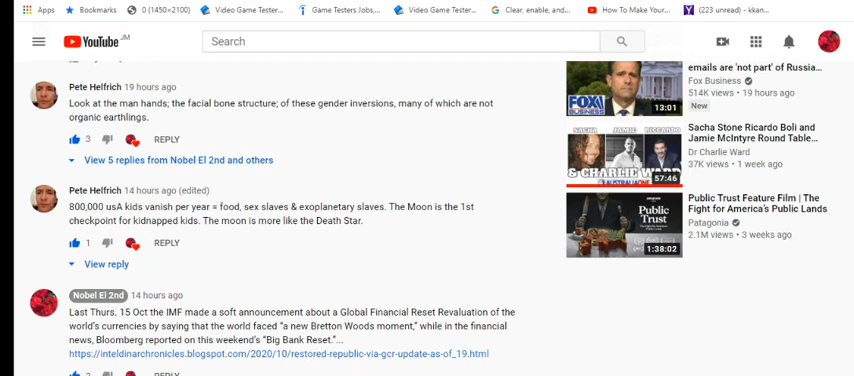 Apps
Bookmarks
0 (1450×2100)
Video Game Tester...
Game Testers Jobs,...
Video Game Tester...
Clear, enable, and...
How To Make Your...
(223 unread) - kkan...
YouTube JM
Search
Pete Helfrich 19 hours ago
Look at the man hands; the facial bone structure; of these gender inversions, many of which are not
organic earthlings.
3 REPLY
View 5 replies from Nobel El 2nd and others
Pete Helfrich 14 hours ago (edited)
800,000 usA kids vanish per year = food, sex slaves & exoplanetary slaves. The Moon is the 1st
checkpoint for kidnapped kids. The moon is more like the Death Star.
1 REPLY
View reply
Nobel El 2nd 14 hours ago
Last Thurs. 15 Oct the IMF made a soft announcement about a Global Financial Reset Revaluation of the
world's currencies by saying that the world faced “a new Bretton Woods moment,” while in the financial
news, Bloomberg reported on this weekend's “Big Bank Reset.”...
https://inteldinarchronicles.blogspot.com/2020/10/restored-republic-via-gcr-update-as-of_19.html
REPLY
FOX
BUSINESS
13:01
emails are 'not part' of Russia...
Fox Business
514K views • 19 hours ago
New
SACHA JAMIE RICCARDO
& CHARLIE WARD
57:46
Sacha Stone Ricardo Boli and
Jamie McIntyre Round Table...
Dr Charlie Ward
37K views • 1 week ago
Public
Trust
1:38:02
Public Trust Feature Film | The
Fight for America's Public Lands
Patagonia
2.1M views • 3 weeks ago